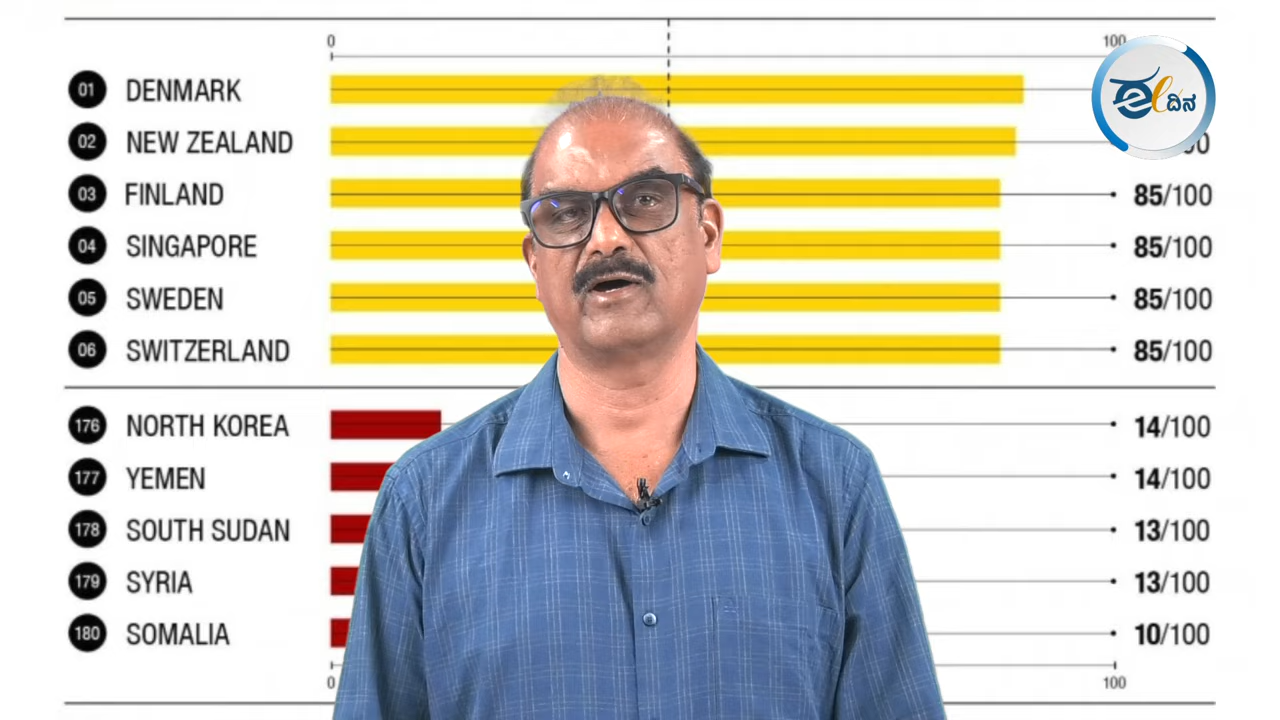 0 100
01 DENMARK
02 NEW ZEALAND
03 FINLAND 85/100
04 SINGAPORE 85/100
05 SWEDEN 85/100
06 SWITZERLAND 85/100
176 NORTH KOREA 14/100
177 YEMEN 14/100
178 SOUTH SUDAN 13/100
179 SYRIA 13/100
180 SOMALIA 10/100
0 100
ದಿನ